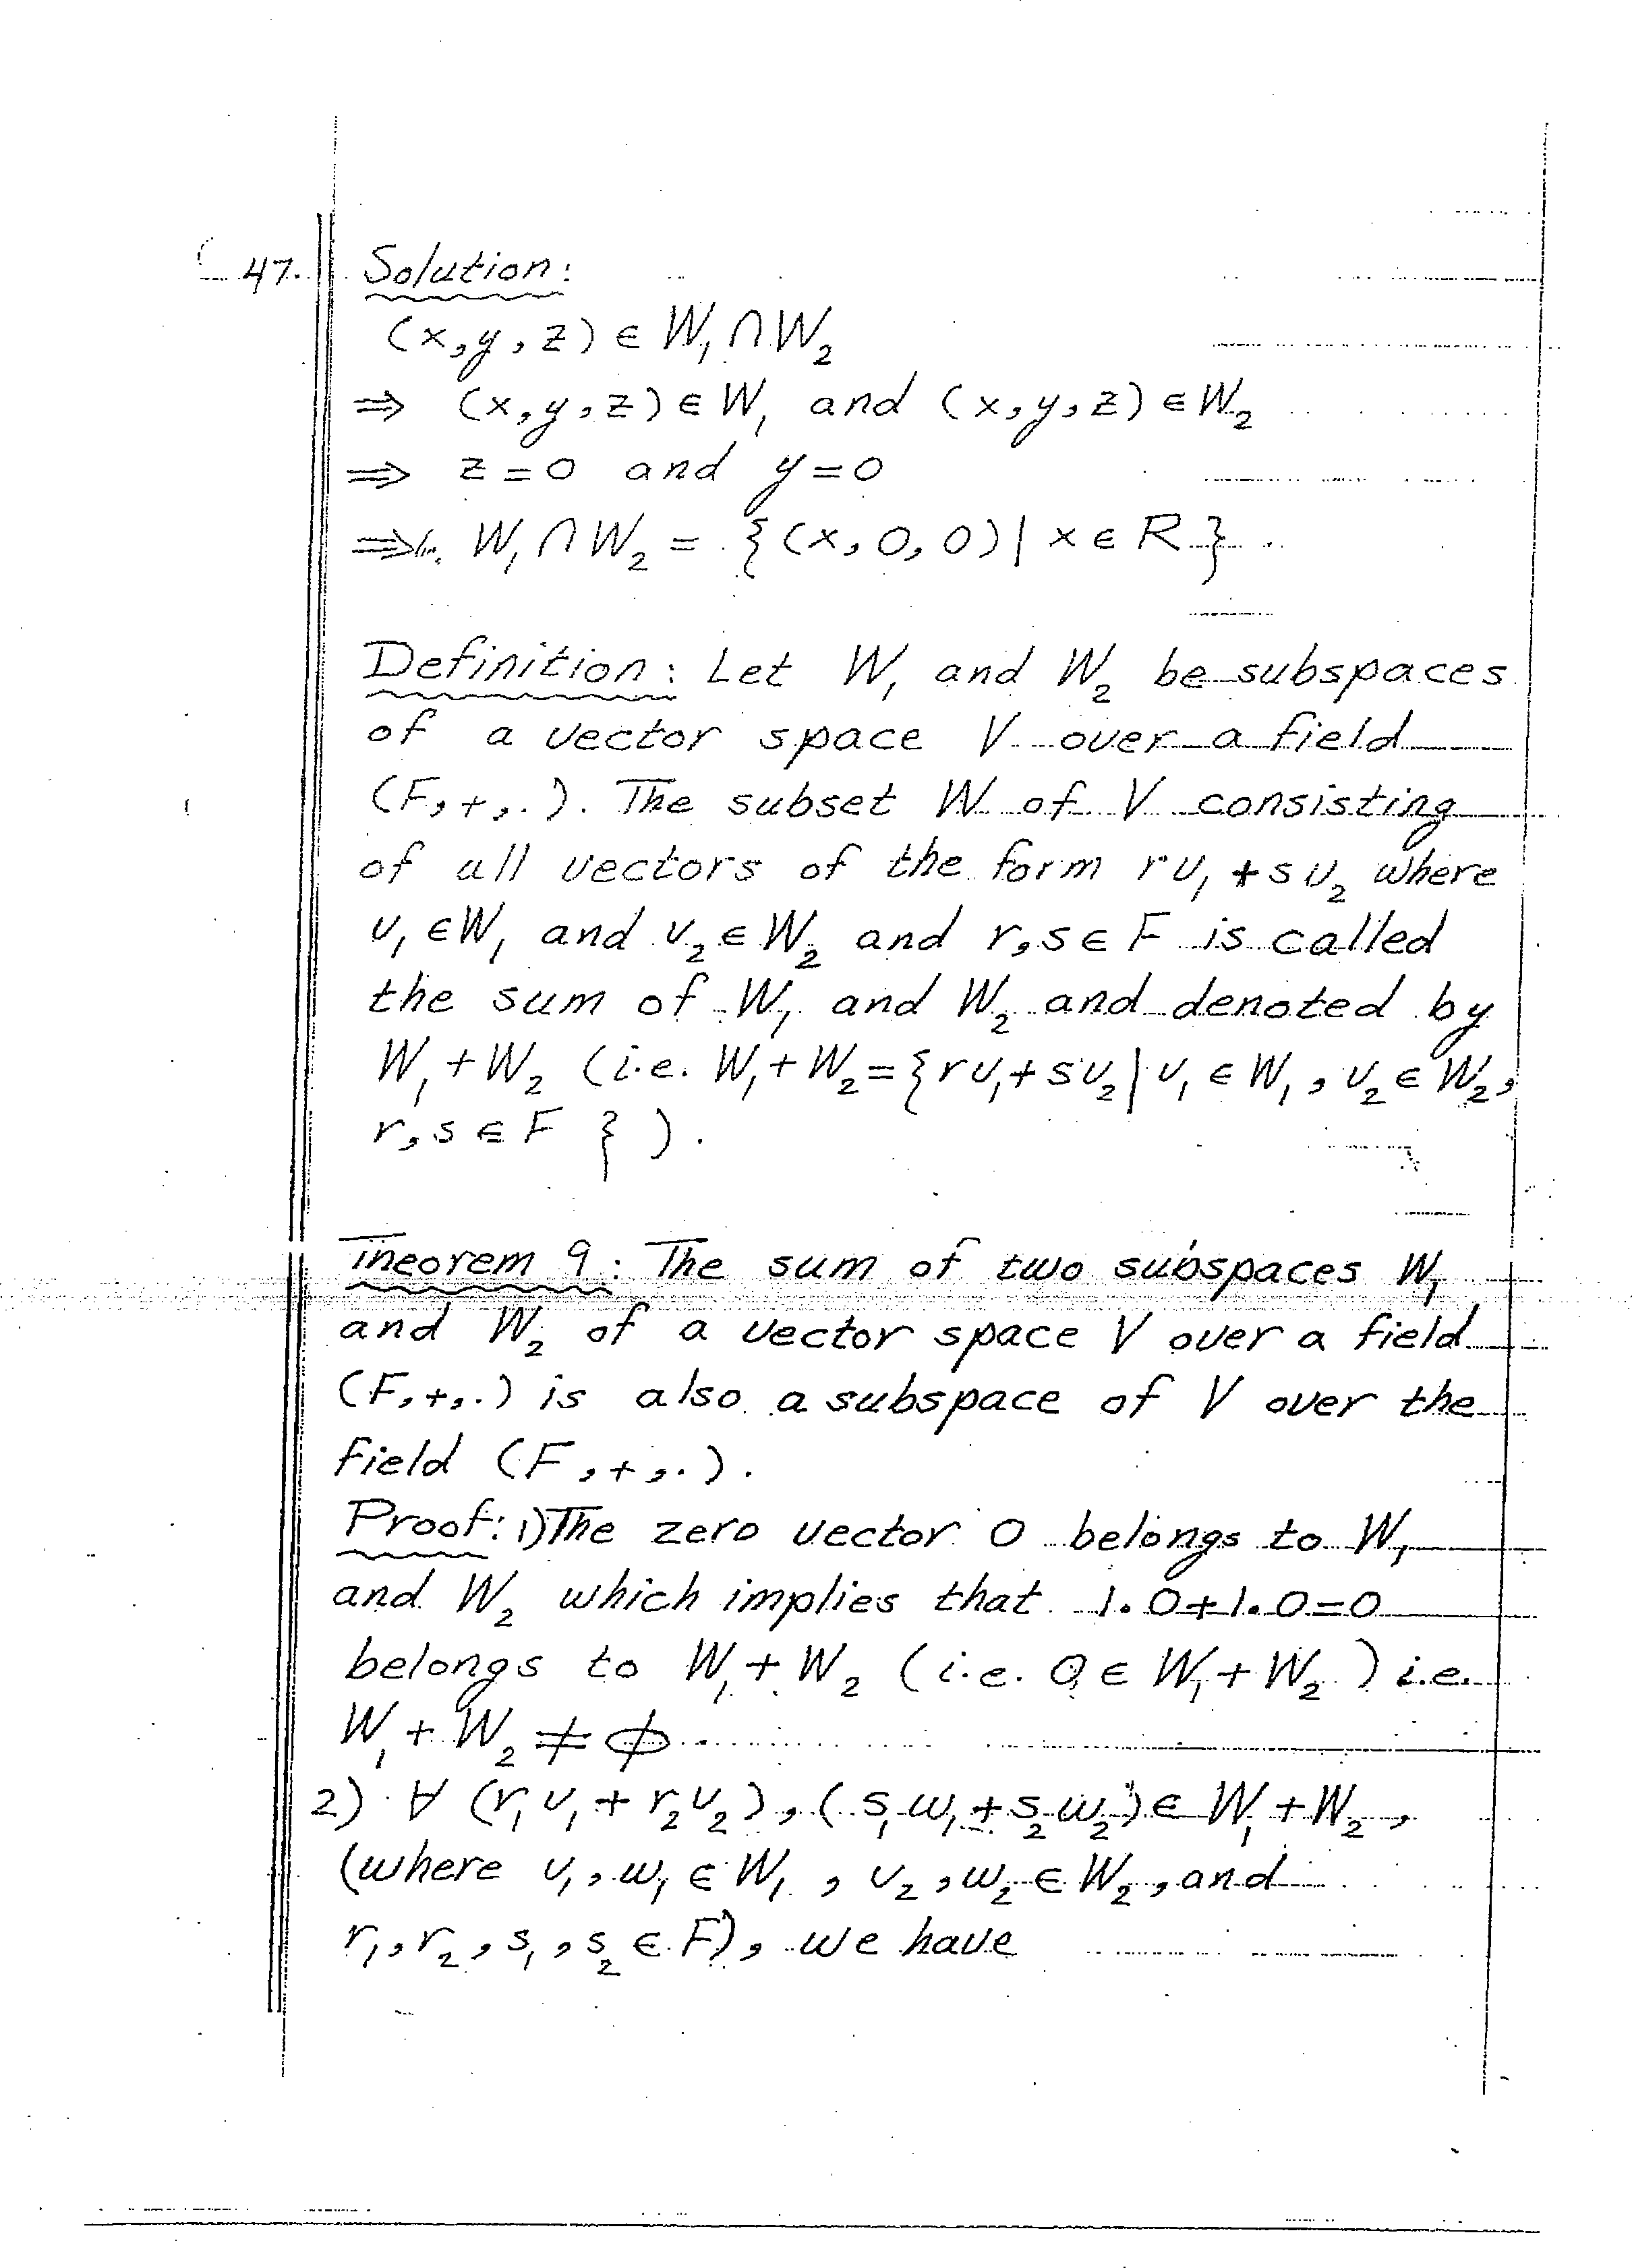 47. Solution:
(x, y, z) ∈ W₁ ∩ W₂
⇒ (x, y, z) ∈ W₁ and (x, y, z) ∈ W₂
⇒ z = 0 and y = 0
⇒ W₁ ∩ W₂ = {(x, 0, 0) | x ∈ R}.
Definition: Let W₁ and W₂ be subspaces
of a vector space V over a field
(F, +, .). The subset W of V consisting
of all vectors of the form rv₁ + sv₂ where
v₁ ∈ W₁ and v₂ ∈ W₂ and r, s ∈ F is called
the sum of W₁ and W₂ and denoted by
W₁ + W₂ (i.e. W₁ + W₂ = {rv₁ + sv₂ | v₁ ∈ W₁, v₂ ∈ W₂,
r, s ∈ F}).
Theorem 9: The sum of two subspaces W₁
and W₂ of a vector space V over a field
(F, +, .) is also a subspace of V over the
field (F, +, .).
Proof: 1) The zero vector 0 belongs to W₁
and W₂ which implies that 1.0 + 1.0 = 0
belongs to W₁ + W₂ (i.e. 0 ∈ W₁ + W₂) i.e.
W₁ + W₂ ≠ ϕ.
2) ∀ (r₁v₁ + r₂v₂), (s₁w₁ + s₂w₂) ∈ W₁ + W₂,
(where v₁, w₁ ∈ W₁, v₂, w₂ ∈ W₂, and
r₁, r₂, s₁, s₂ ∈ F), we have